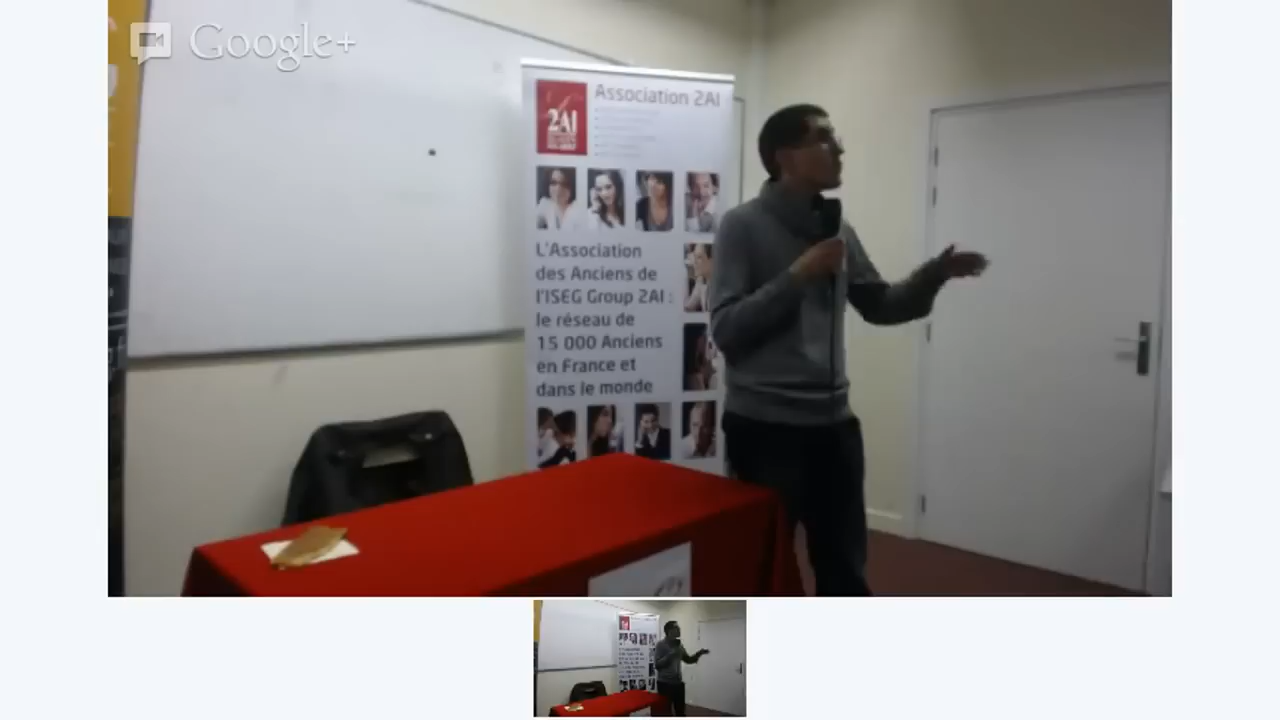 Google+
Association 2AI
2AI
L'Association
des Anciens de
l'ISEG Group 2AI :
le réseau de
15 000 Anciens
en France et
dans le monde